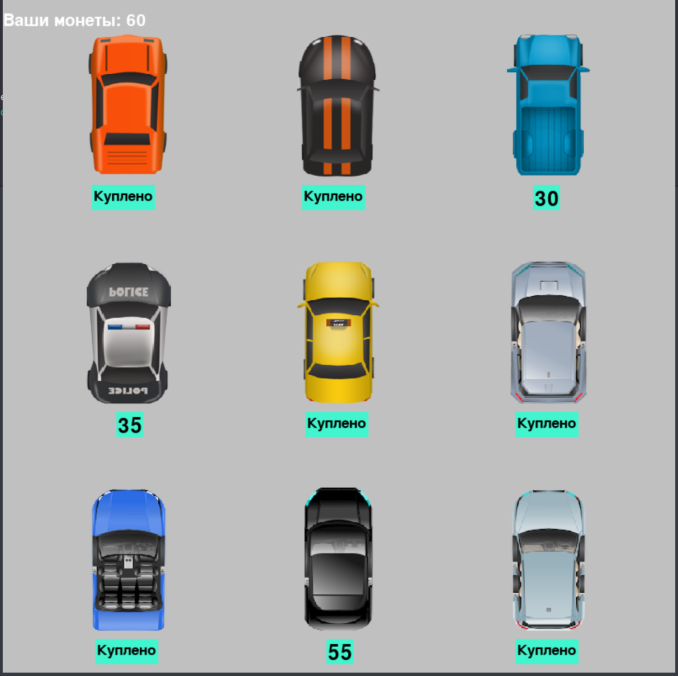 Ваши монеты: 60
Куплено
Куплено
30
POLICE
POLICE
35
Куплено
Куплено
Куплено
55
Куплено